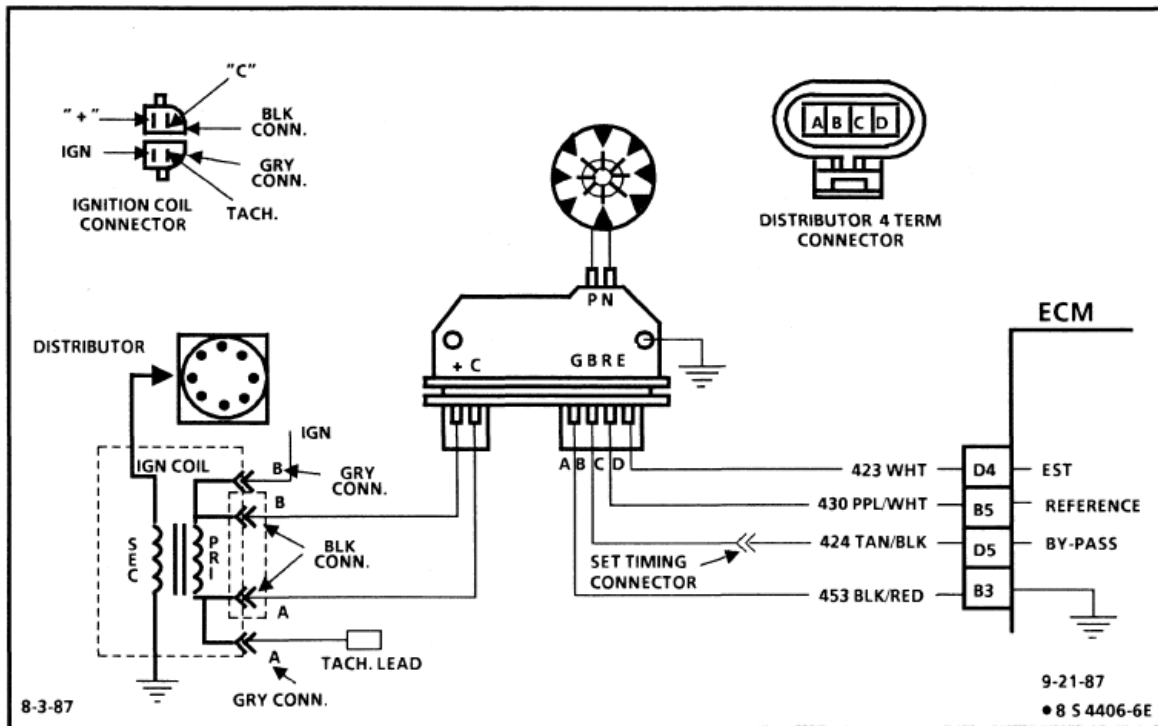 "C"
"+"
BLK
CONN.
IGN
GRY
CONN.
TACH.
IGNITION COIL
CONNECTOR
A B C D
DISTRIBUTOR 4 TERM
CONNECTOR
P N
+ C
G B R E
ECM
DISTRIBUTOR
IGN
IGN COIL
B
GRY
CONN.
B
SEC
PRI
BLK
CONN.
A
A
TACH. LEAD
GRY CONN.
A B C D
423 WHT
D4
EST
430 PPL/WHT
B5
REFERENCE
424 TAN/BLK
D5
BY-PASS
SET TIMING
CONNECTOR
453 BLK/RED
B3
8-3-87
9-21-87
• 8 S 4406-6E